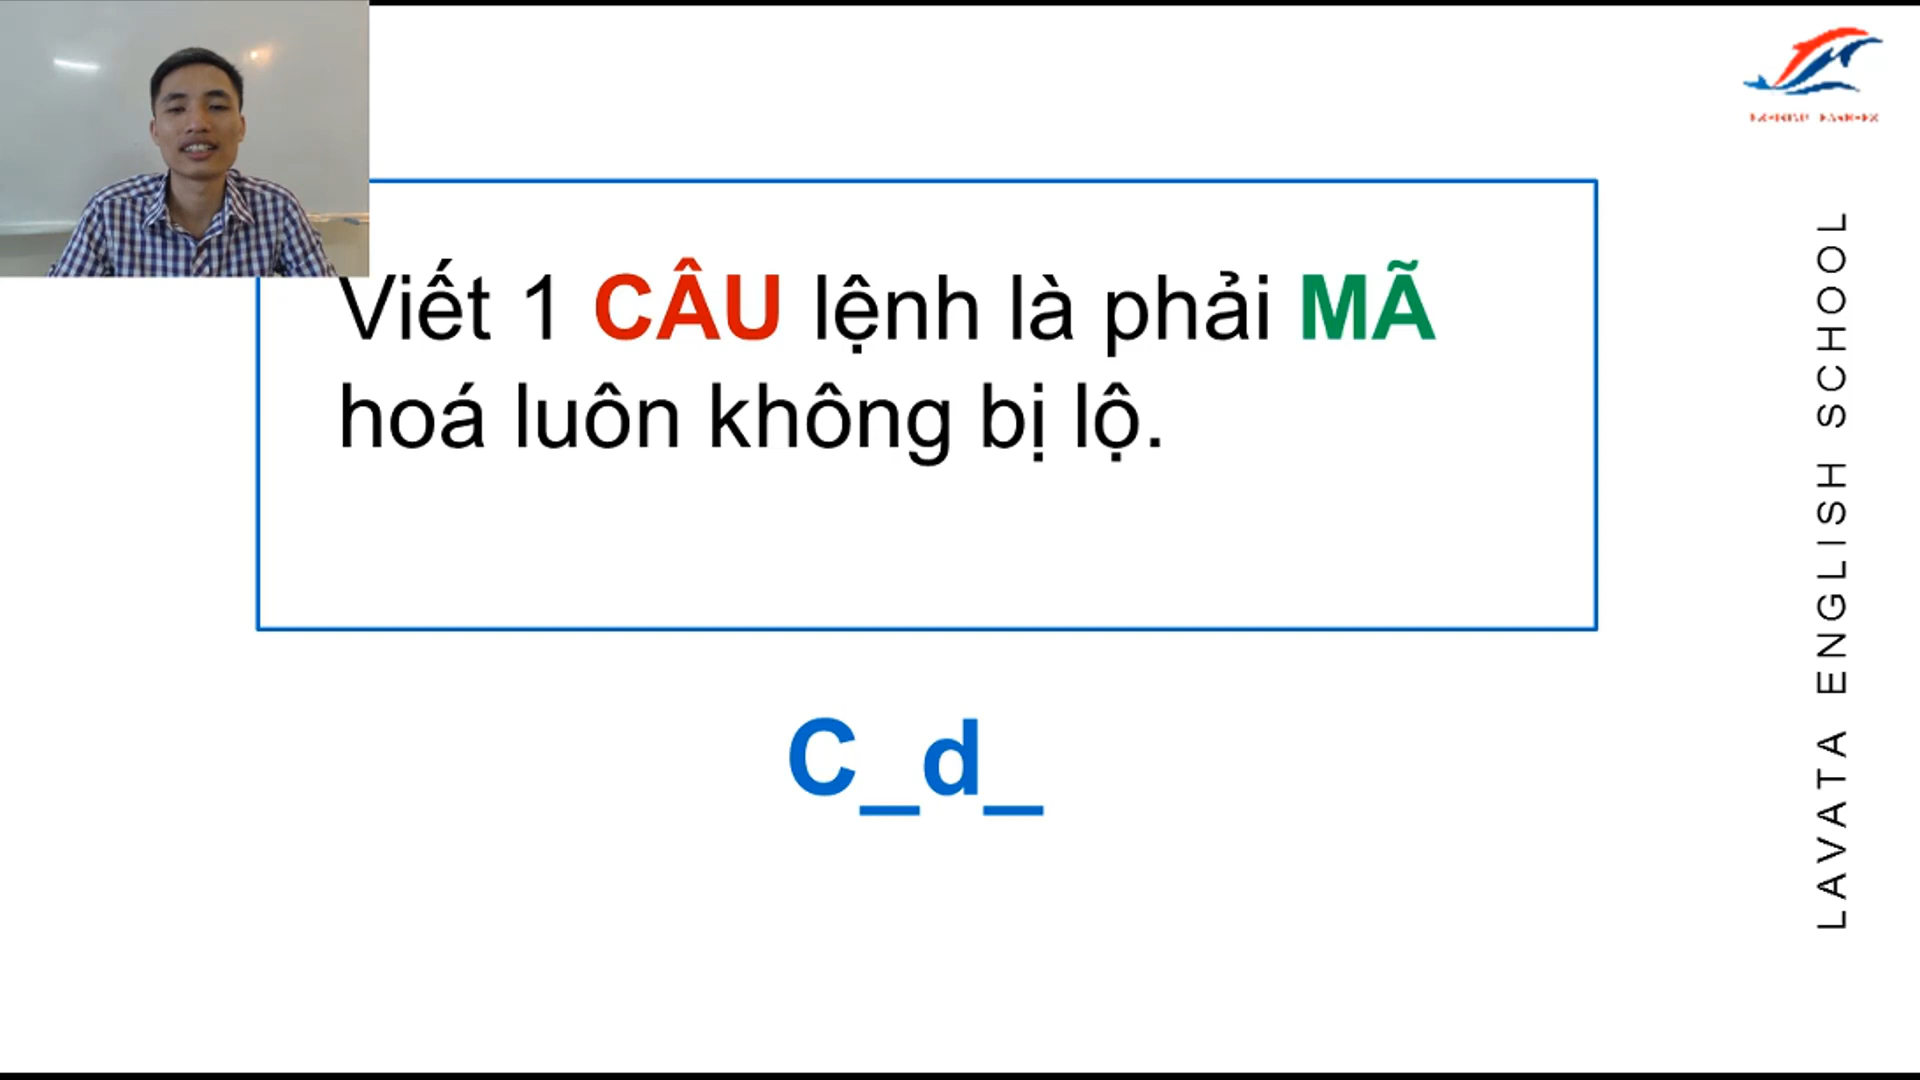 Viết 1 CÂU lệnh là phải MÃ
hoá luôn không bị lộ.
C_d_
LAVATA ENGLISH SCHOOL